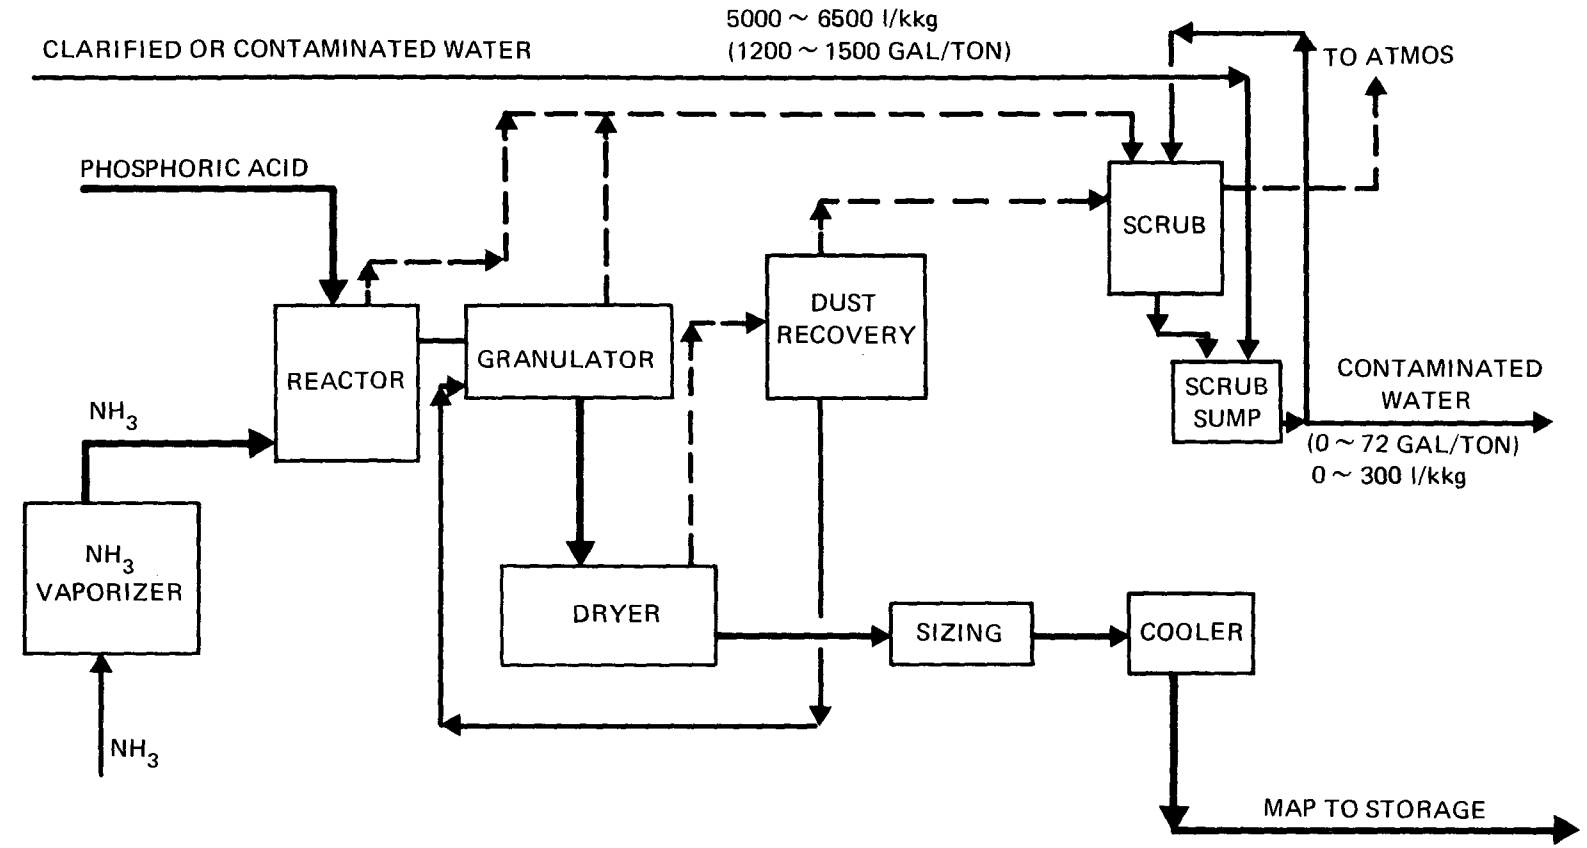 5000 ~ 6500 l/kkg
CLARIFIED OR CONTAMINATED WATER
(1200 ~ 1500 GAL/TON)
TO ATMOS
PHOSPHORIC ACID
SCRUB
DUST
RECOVERY
GRANULATOR
REACTOR
CONTAMINATED
WATER
SCRUB
SUMP
NH3
(0 ~ 72 GAL/TON)
0 ~ 300 l/kkg
NH3
VAPORIZER
DRYER
SIZING
COOLER
NH3
MAP TO STORAGE